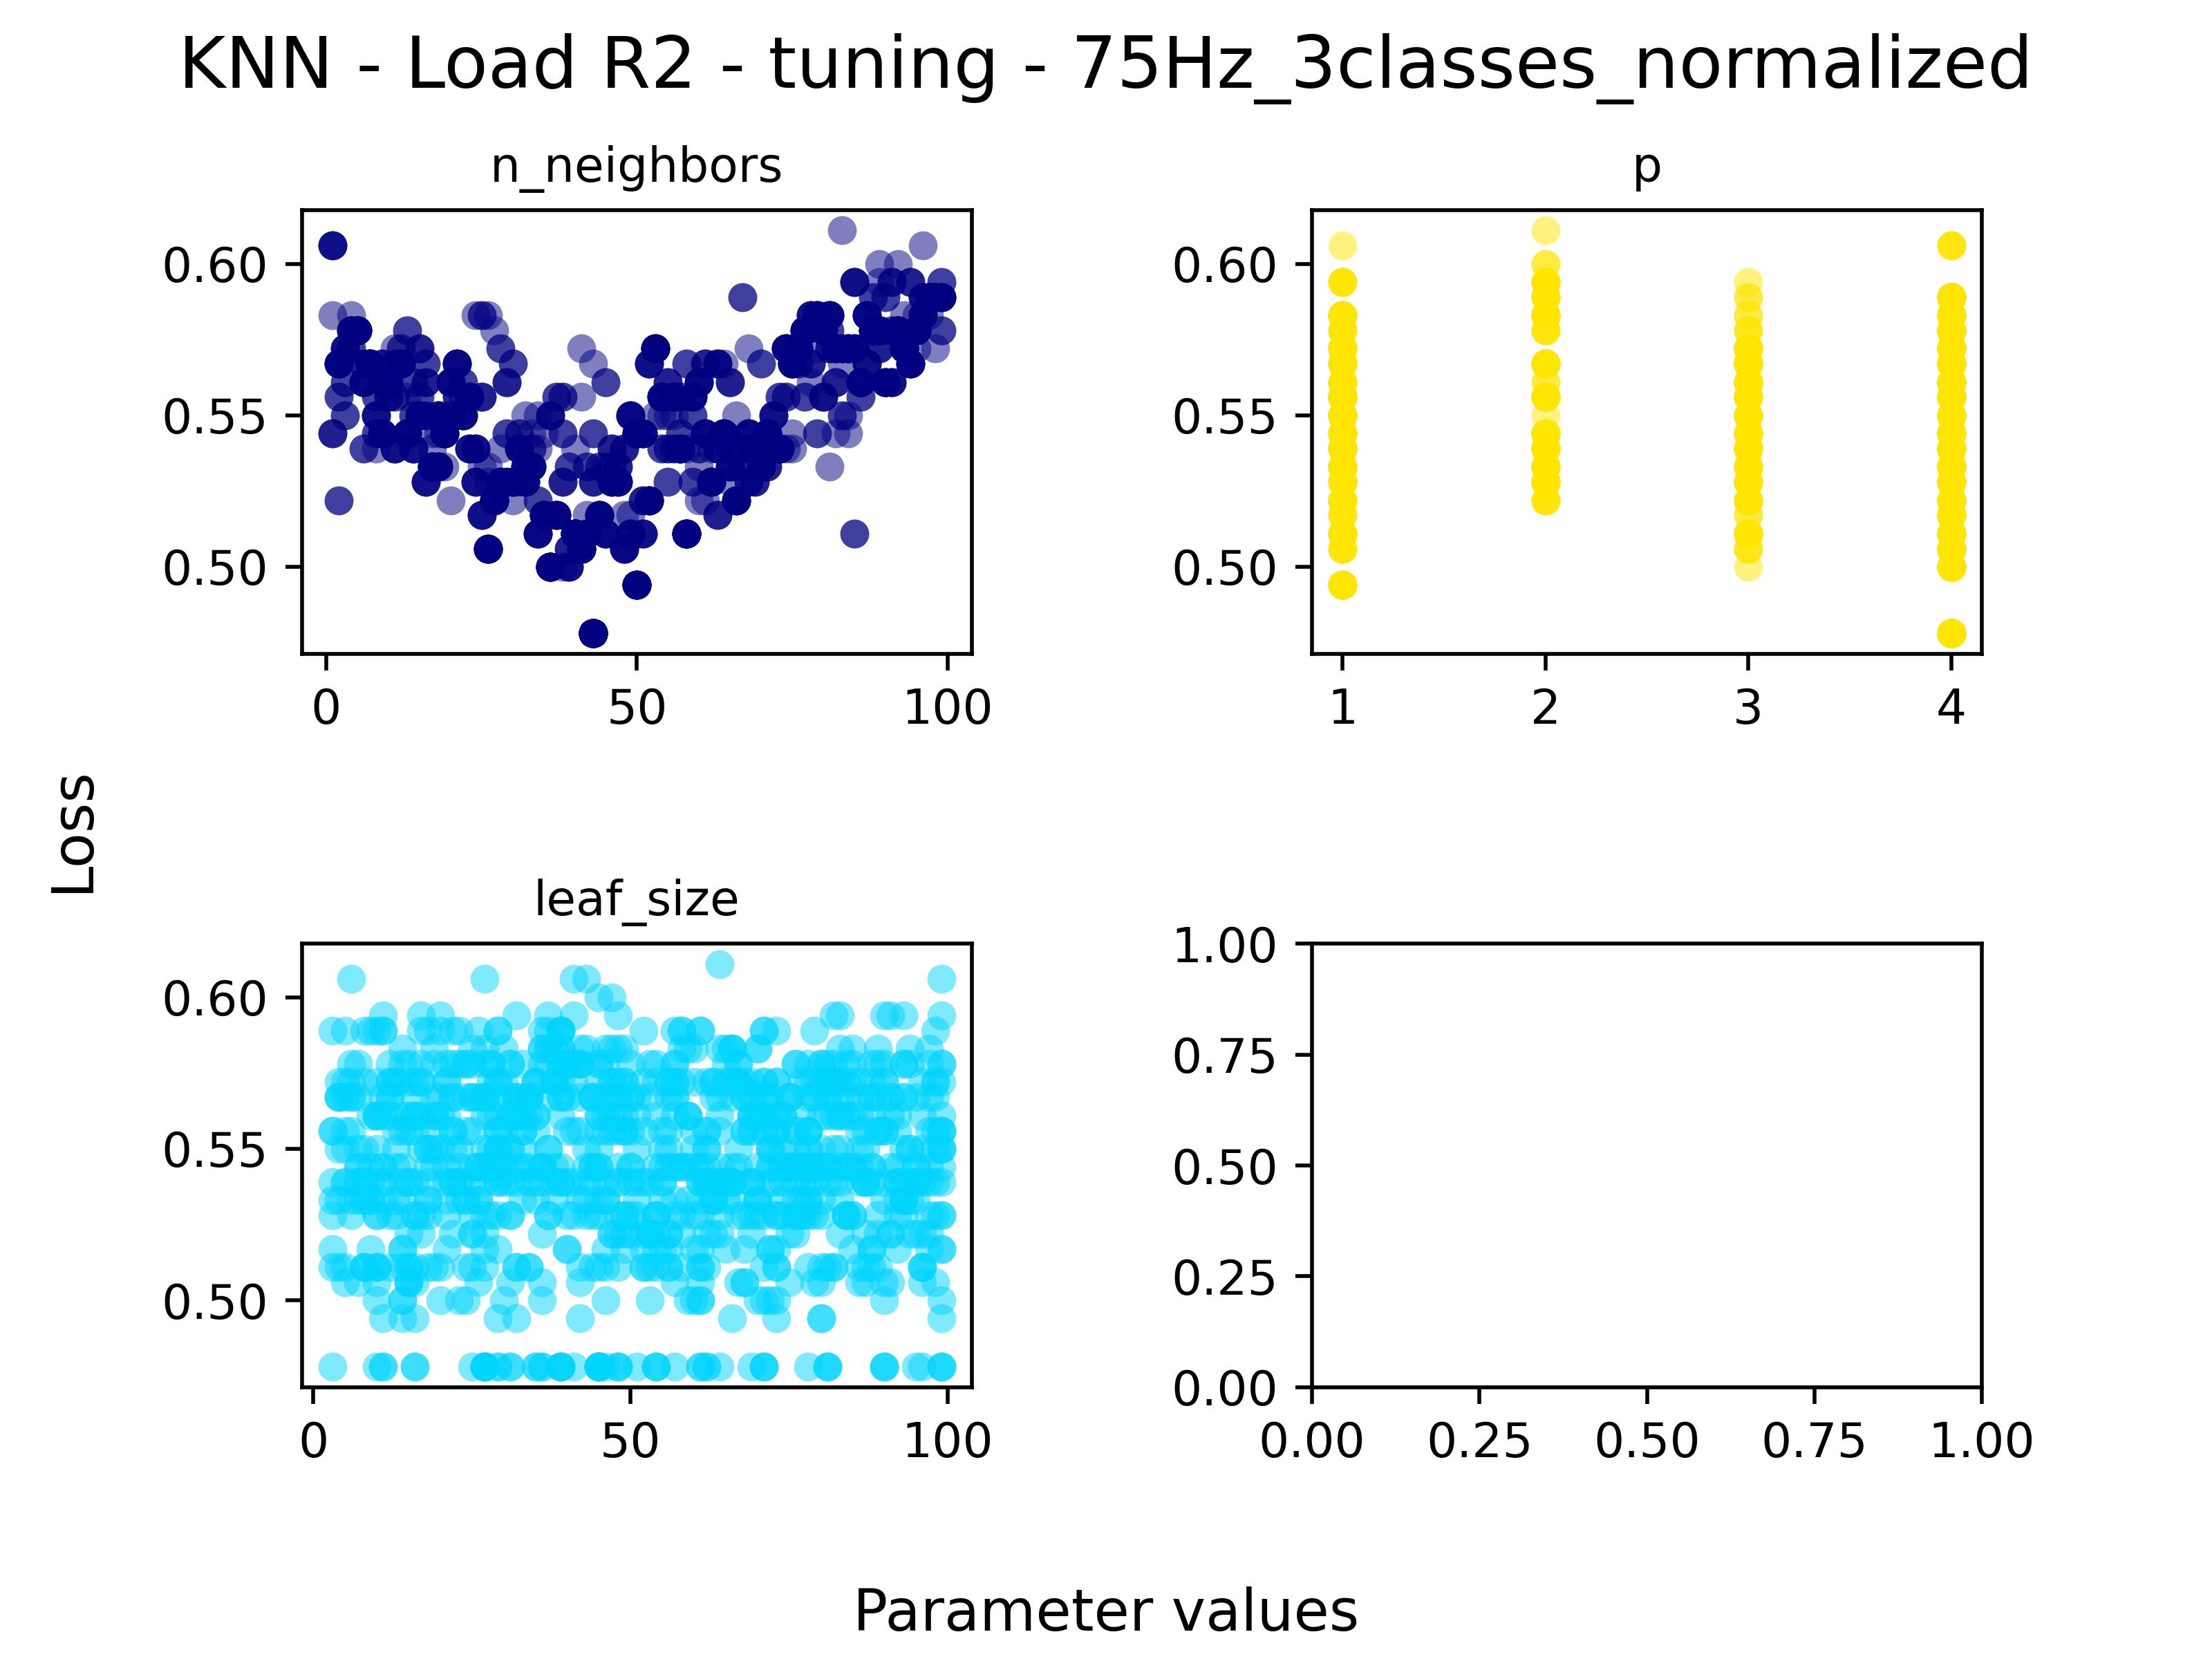 KNN - Load R2 - tuning - 75Hz_3classes_normalized
n_neighbors
0.60
0.55
0.50
0 50 100
p
0.60
0.55
0.50
1 2 3 4
Loss
leaf_size
0.60
0.55
0.50
0 50 100
1.00
0.75
0.50
0.25
0.00
0.00 0.25 0.50 0.75 1.00
Parameter values